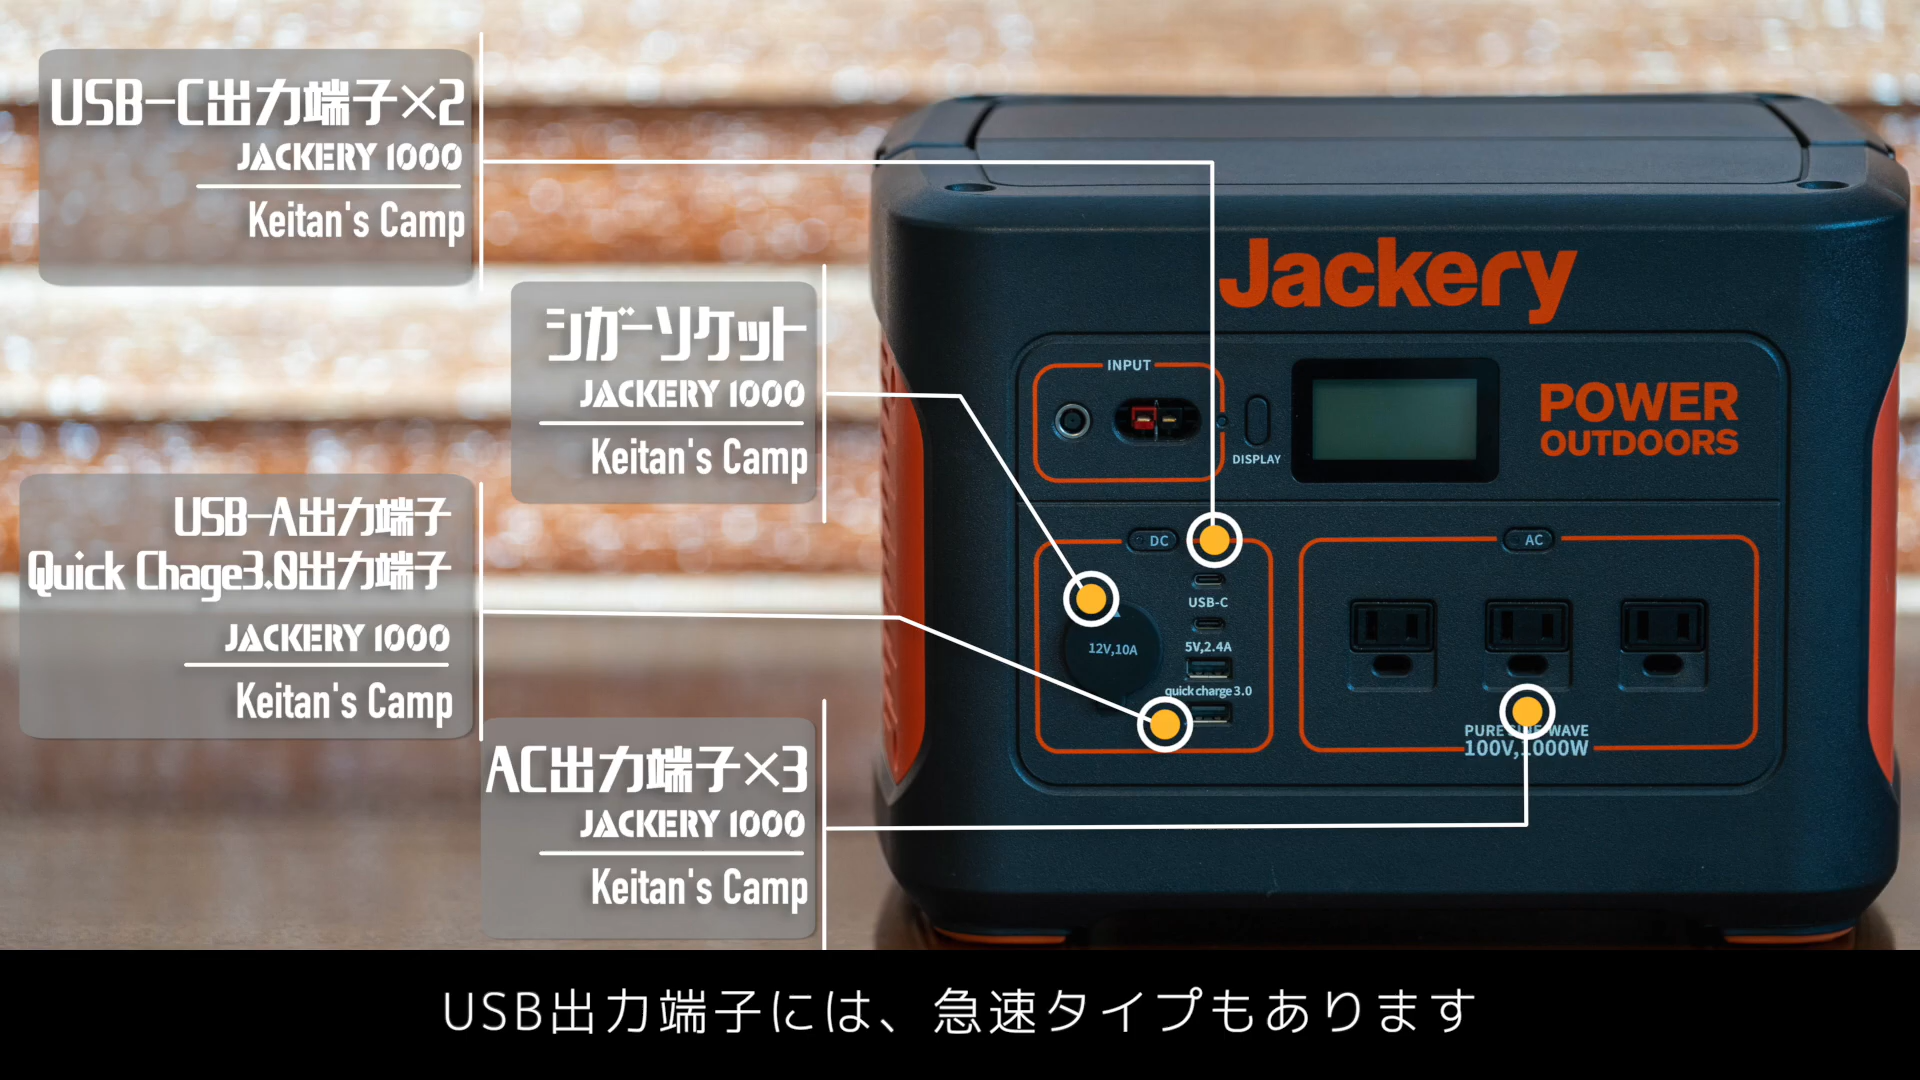 USB-C出力端子×2
JACKERY 1000
Keitan's Camp
シガーソケット
JACKERY 1000
Keitan's Camp
USB-A出力端子
Quick Chage3.0出力端子
JACKERY 1000
Keitan's Camp
AC出力端子×3
JACKERY 1000
Keitan's Camp
Jackery
INPUT
DISPLAY
POWER
OUTDOORS
DC
AC
USB-C
12V,10A
5V,2.4A
quick charge 3.0
PURE SINE WAVE
100V,1000W
USB出力端子には、急速タイプもあります